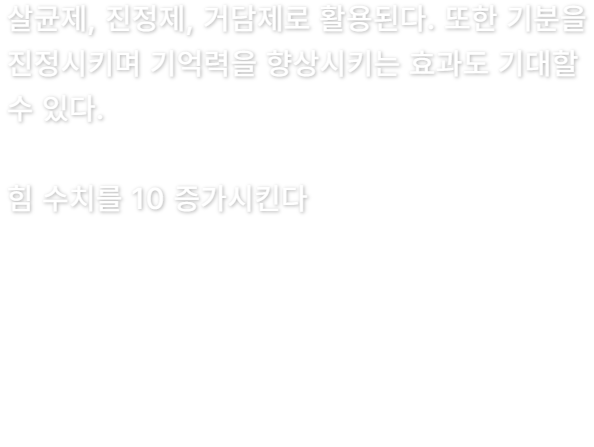 살균제, 진정제, 거담제로 활용된다. 또한 기분을
진정시키며 기억력을 향상시키는 효과도 기대할
수 있다.
힘 수치를 10 증가시킨다